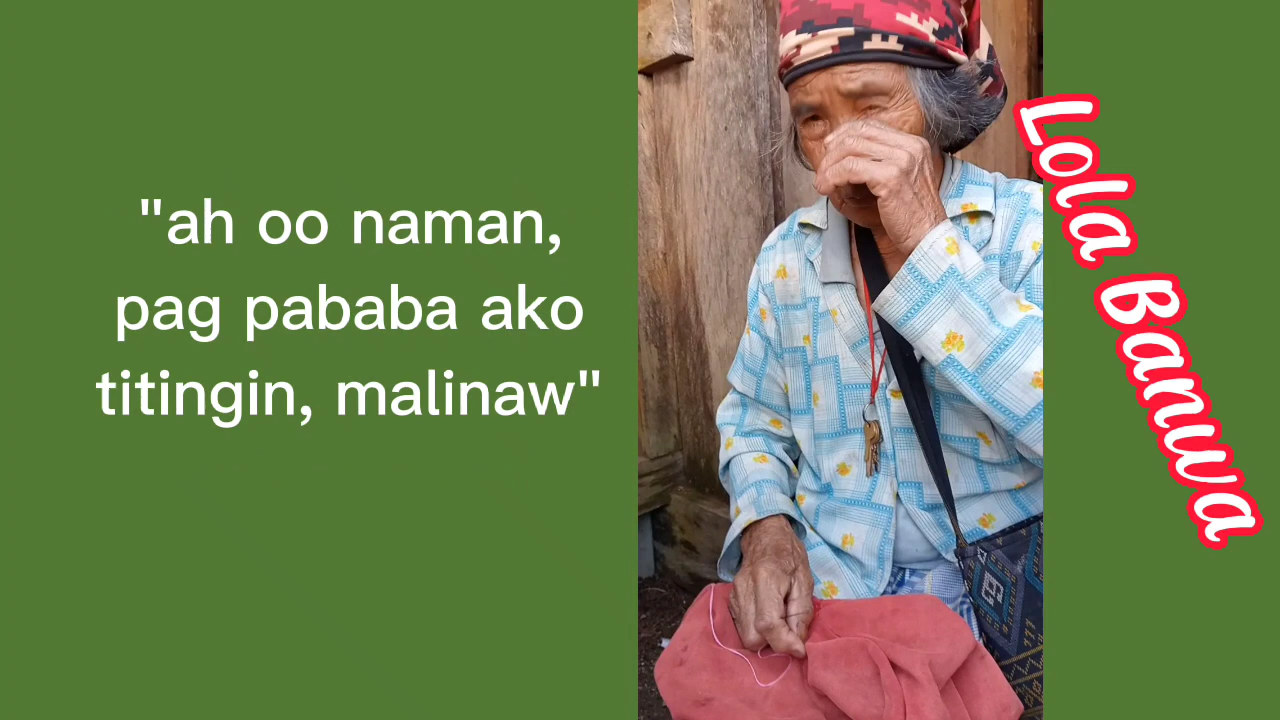 "ah oo naman,
pag pababa ako
titingin, malinaw"
Lola Banwa